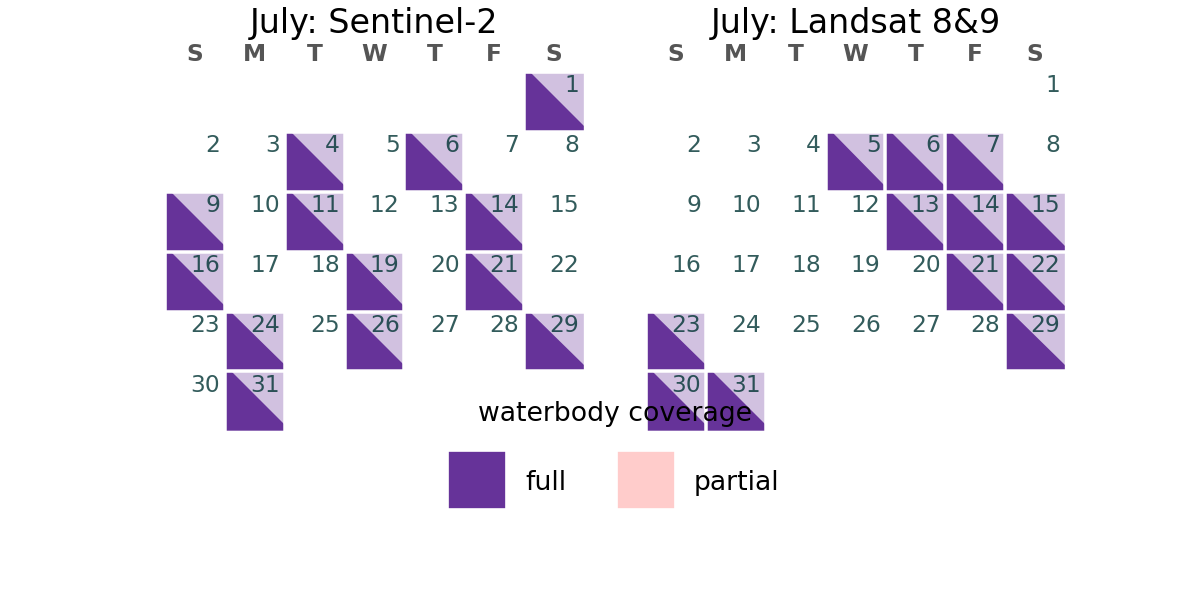 July: Sentinel-2
S M T W T F S
1
2 3 4 5 6 7 8
9 10 11 12 13 14 15
16 17 18 19 20 21 22
23 24 25 26 27 28 29
30 31
July: Landsat 8&9
S M T W T F S
1
2 3 4 5 6 7 8
9 10 11 12 13 14 15
16 17 18 19 20 21 22
23 24 25 26 27 28 29
30 31
waterbody coverage
full partial